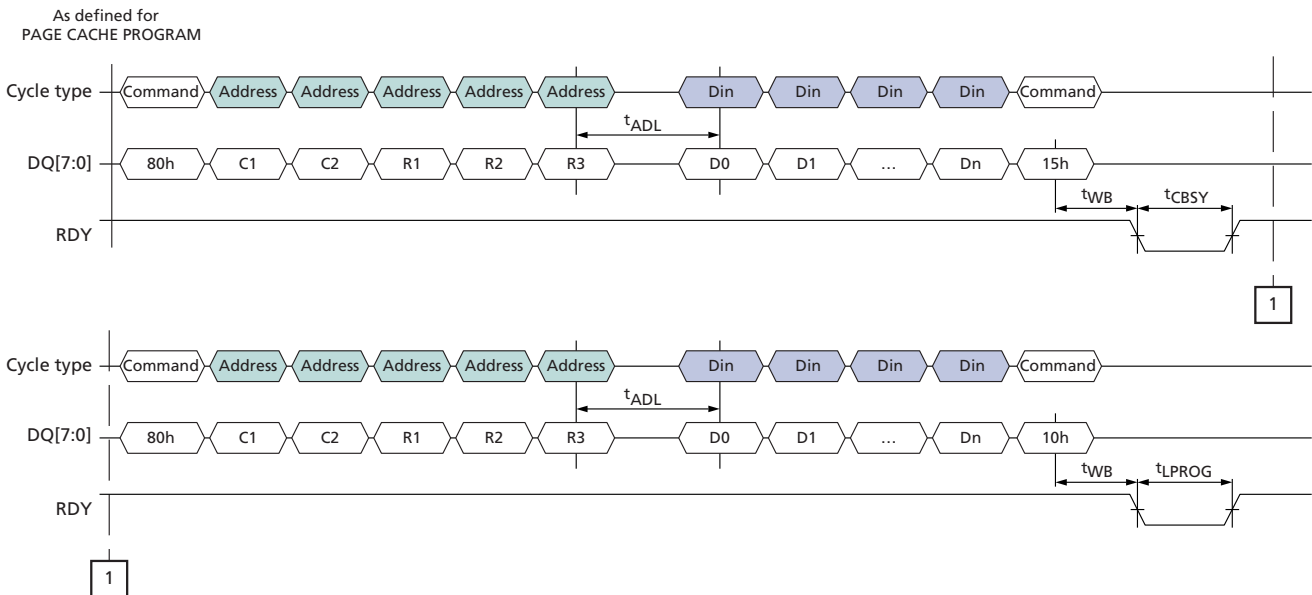 As defined for
PAGE CACHE PROGRAM
Cycle type Command Address Address Address Address Address Din Din Din Din Command
tADL
DQ[7:0] 80h C1 C2 R1 R2 R3 D0 D1 … Dn 15h
tWB tCBSY
RDY
1
Cycle type Command Address Address Address Address Address Din Din Din Din Command
tADL
DQ[7:0] 80h C1 C2 R1 R2 R3 D0 D1 … Dn 10h
tWB tLPROG
RDY
1